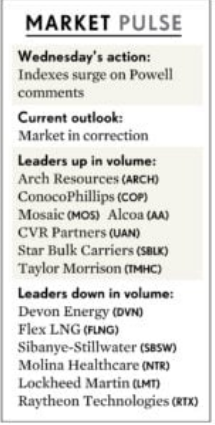 MARKET PULSE
Wednesday's action:
Indexes surge on Powell
comments
Current outlook:
Market in correction
Leaders up in volume:
Arch Resources (ARCH)
ConocoPhillips (COP)
Mosaic (MOS) Alcoa (AA)
CVR Partners (UAN)
Star Bulk Carriers (SBLK)
Taylor Morrison (TMHC)
Leaders down in volume:
Devon Energy (DVN)
Flex LNG (FLNG)
Sibanye-Stillwater (SBSW)
Molina Healthcare (NTR)
Lockheed Martin (LMT)
Raytheon Technologies (RTX)